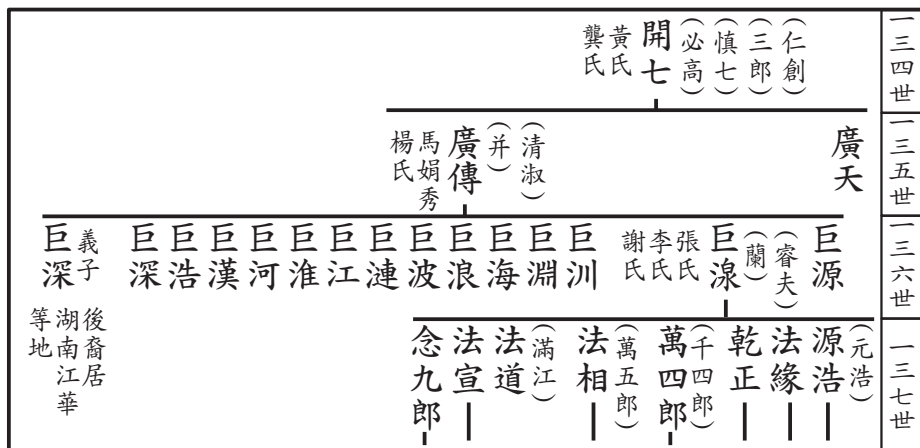 一三四世
（仁創）
（三郎）
（慎七）
（必高）
開七
黃氏
龔氏
一三五世
廣天
（清淑）
（并）
廣傳
馬娟秀
楊氏
一三六世
巨源
（睿夫）
（蘭）
巨湶
張氏
李氏
謝氏
巨汌
巨淵
巨海
巨浪
巨波
巨漣
巨江
巨淮
巨河
巨漢
巨浩
巨深
義子
巨深
後裔居
湖南江華
等地
一三七世
（元浩）
源浩
法緣
乾正
（千四郎）
萬四郎
（萬五郎）
法相
（滿江）
法道
法宣
念九郎